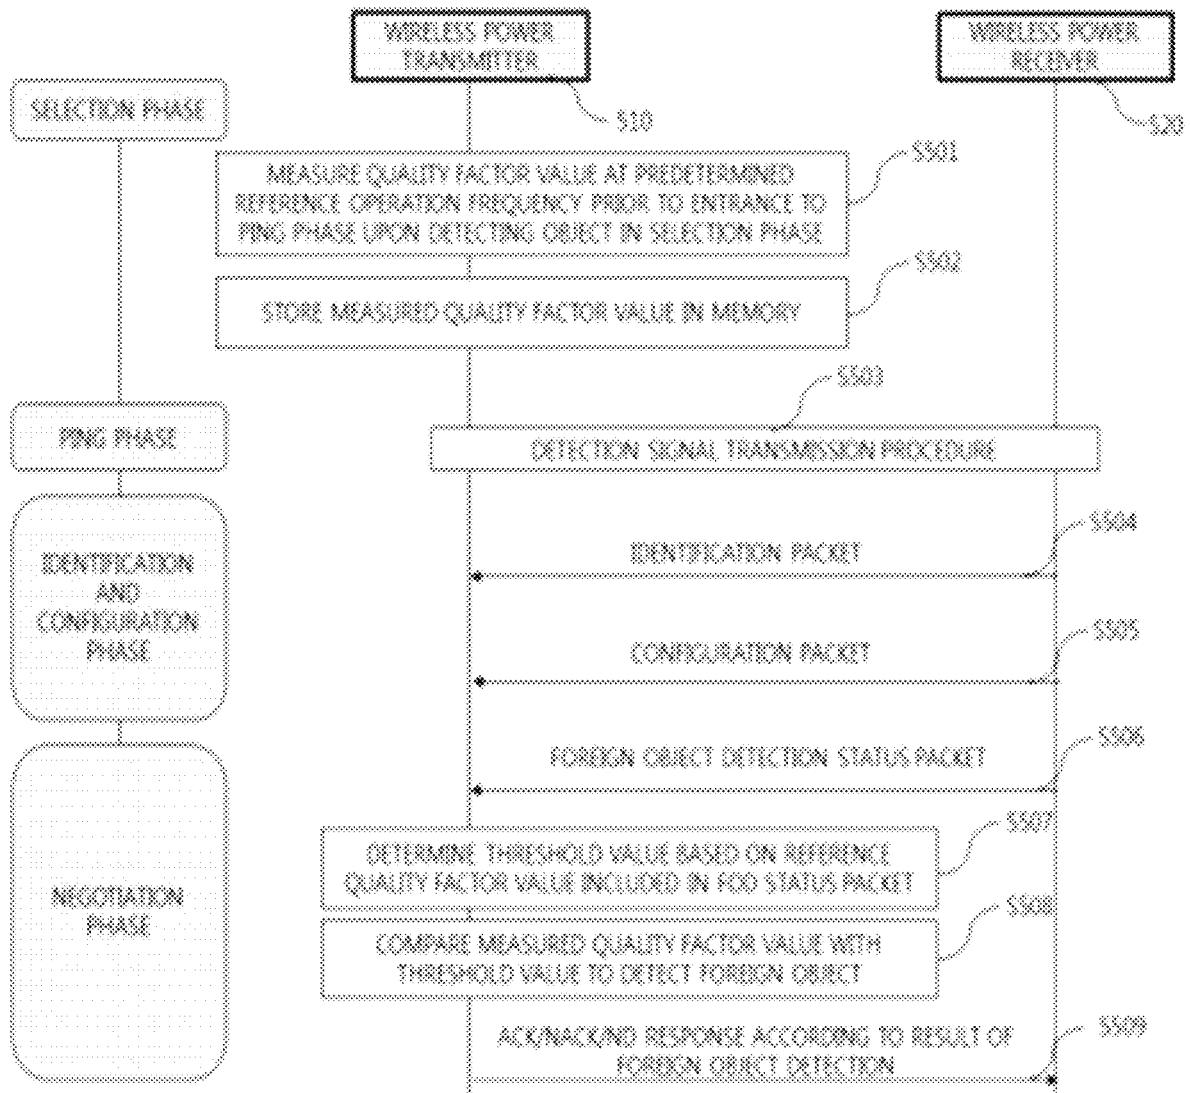 WIRELESS POWER
TRANSMITTER
WIRELESS POWER
RECEIVER
SELECTION PHASE
510
520
S501
MEASURE QUALITY FACTOR VALUE AT PREDETERMINED
REFERENCE OPERATION FREQUENCY PRIOR TO ENTRANCE TO
PING PHASE UPON DETECTING OBJECT IN SELECTION PHASE
S502
STORE MEASURED QUALITY FACTOR VALUE IN MEMORY
S503
PING PHASE
DETECTION SIGNAL TRANSMISSION PROCEDURE
S504
IDENTIFICATION PACKET
IDENTIFICATION
AND
CONFIGURATION
PHASE
S505
CONFIGURATION PACKET
S506
FOREIGN OBJECT DETECTION STATUS PACKET
S507
DETERMINE THRESHOLD VALUE BASED ON REFERENCE
QUALITY FACTOR VALUE INCLUDED IN FOD STATUS PACKET
NEGOTIATION
PHASE
S508
COMPARE MEASURED QUALITY FACTOR VALUE WITH
THRESHOLD VALUE TO DETECT FOREIGN OBJECT
S509
ACK/NACK/ND RESPONSE ACCORDING TO RESULT OF
FOREIGN OBJECT DETECTION